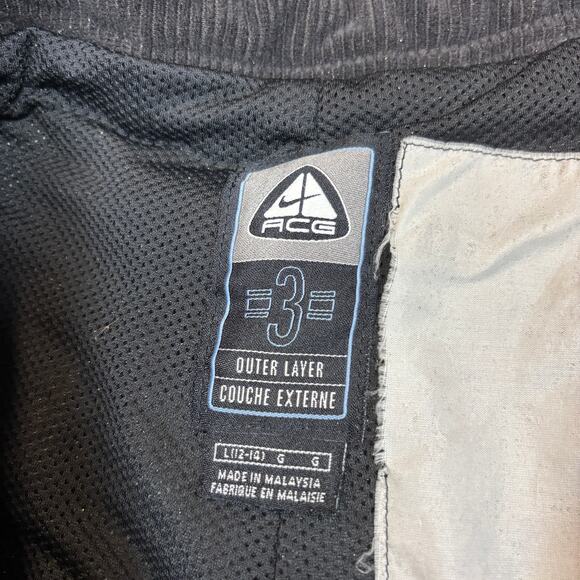 ACG
3
OUTER LAYER
COUCHE EXTERNE
L(12-14) G G
MADE IN MALAYSIA
FABRIQUE EN MALAISIE